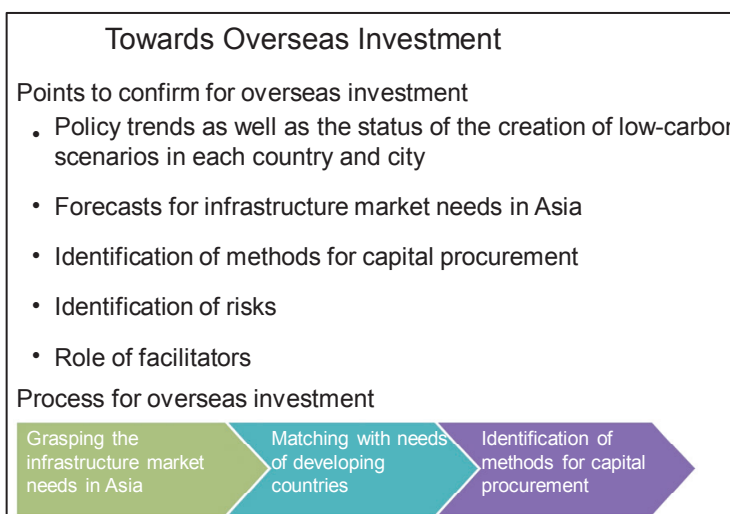 Towards Overseas Investment
Points to confirm for overseas investment
• Policy trends as well as the status of the creation of low-carbon
scenarios in each country and city
• Forecasts for infrastructure market needs in Asia
• Identification of methods for capital procurement
• Identification of risks
• Role of facilitators
Process for overseas investment
Grasping the
infrastructure market
needs in Asia
Matching with needs
of developing
countries
Identification of
methods for capital
procurement